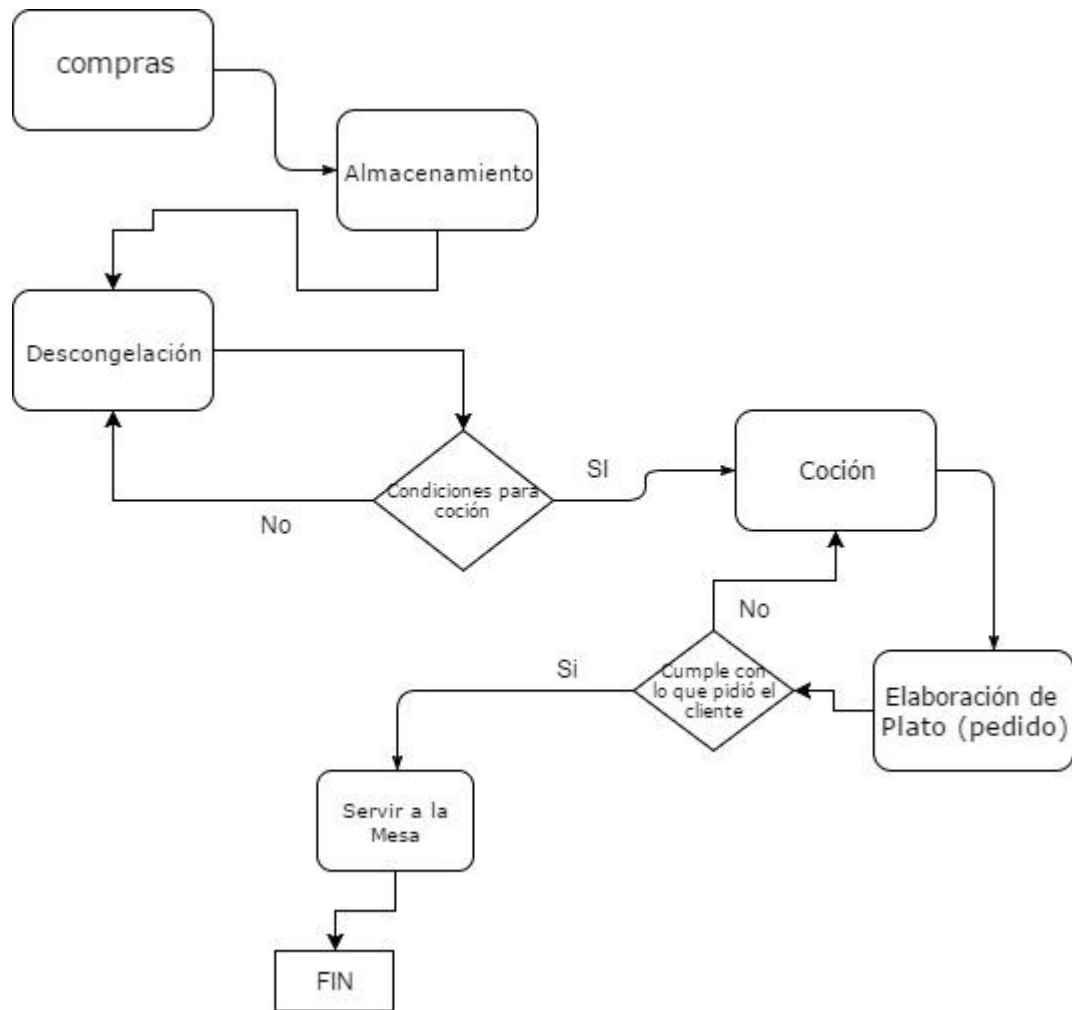 compras
Almacenamiento
Descongelación
Condiciones para
coción
SI
No
Coción
No
Cumple con
lo que pidió el
cliente
Si
Elaboración de
Plato (pedido)
Servir a la
Mesa
FIN